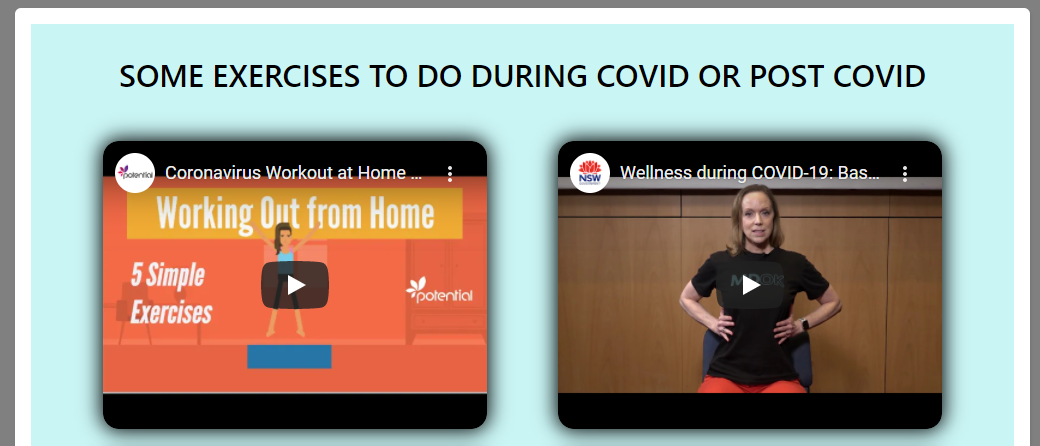 SOME EXERCISES TO DO DURING COVID OR POST COVID
potential
Coronavirus Workout at Home ...
Working Out from Home
5 Simple
Exercises
potential
NSW
Wellness during COVID-19: Bas...